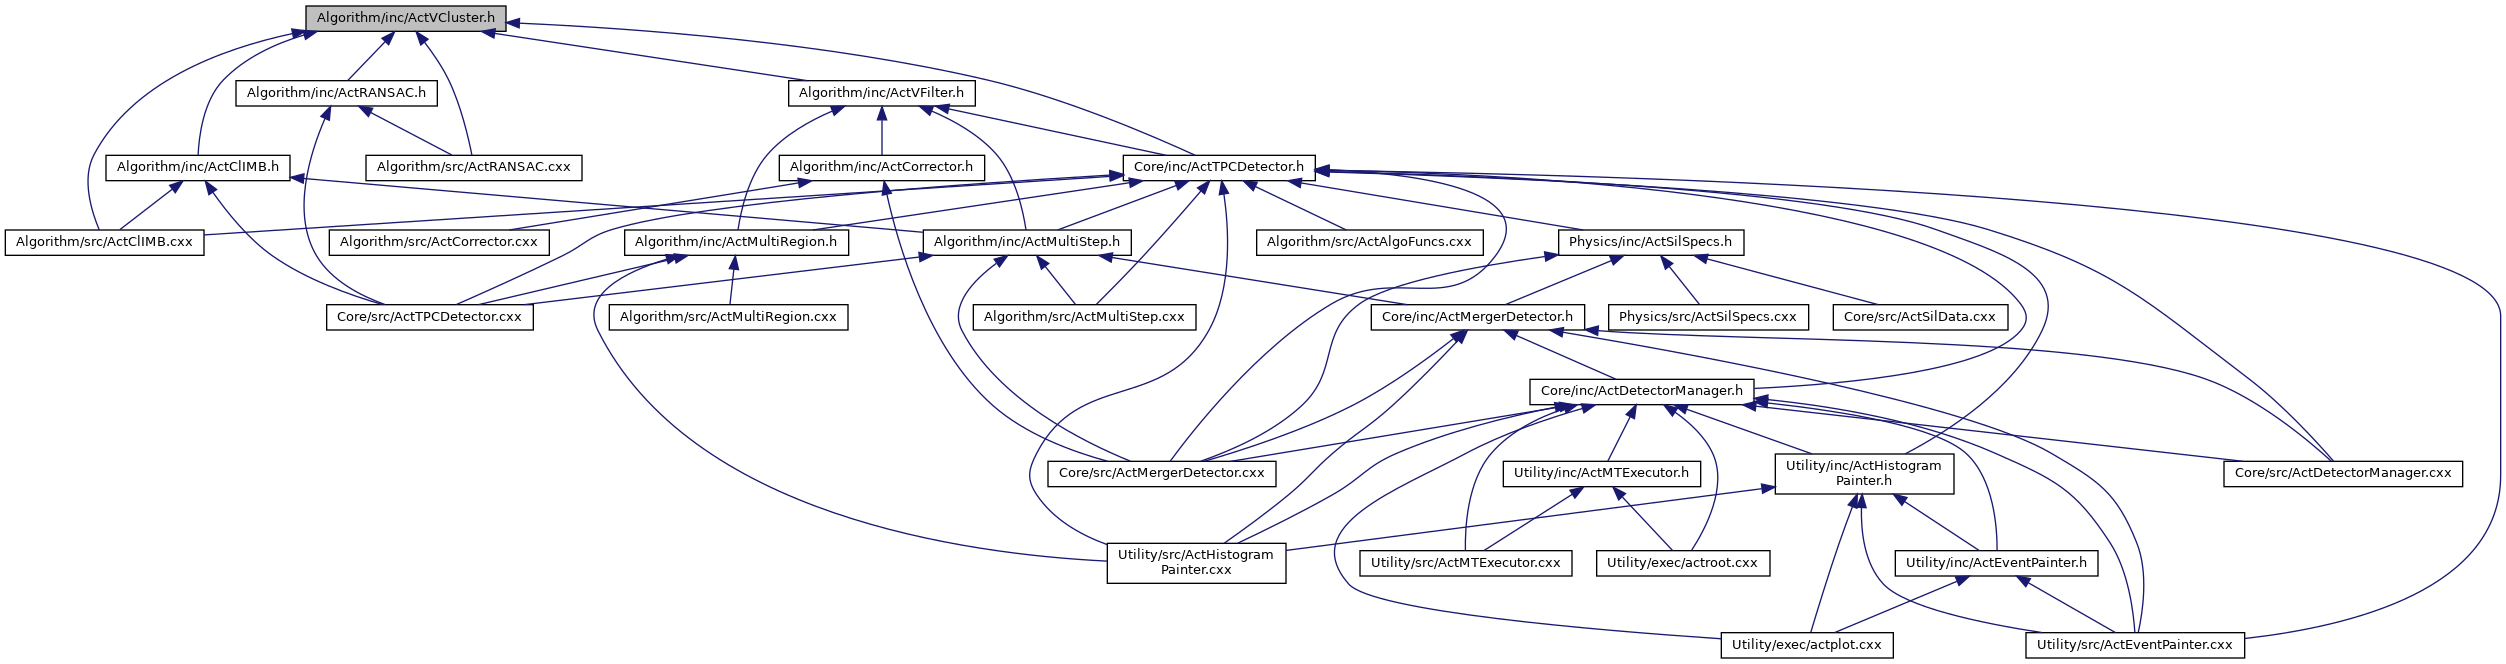 Algorithm/inc/ActVCluster.h
Algorithm/inc/ActRANSAC.h
Algorithm/inc/ActVFilter.h
Algorithm/inc/ActClIMB.h
Algorithm/src/ActRANSAC.cxx
Algorithm/inc/ActCorrector.h
Core/inc/ActTPCDetector.h
Algorithm/src/ActClIMB.cxx
Algorithm/src/ActCorrector.cxx
Algorithm/inc/ActMultiRegion.h
Algorithm/inc/ActMultiStep.h
Algorithm/src/ActAlgoFuncs.cxx
Physics/inc/ActSilSpecs.h
Core/src/ActTPCDetector.cxx
Algorithm/src/ActMultiRegion.cxx
Algorithm/src/ActMultiStep.cxx
Core/inc/ActMergerDetector.h
Physics/src/ActSilSpecs.cxx
Core/src/ActSilData.cxx
Core/inc/ActDetectorManager.h
Core/src/ActMergerDetector.cxx
Utility/inc/ActMTExecutor.h
Utility/inc/ActHistogram
Painter.h
Core/src/ActDetectorManager.cxx
Utility/src/ActHistogram
Painter.cxx
Utility/src/ActMTExecutor.cxx
Utility/exec/actroot.cxx
Utility/inc/ActEventPainter.h
Utility/exec/actplot.cxx
Utility/src/ActEventPainter.cxx